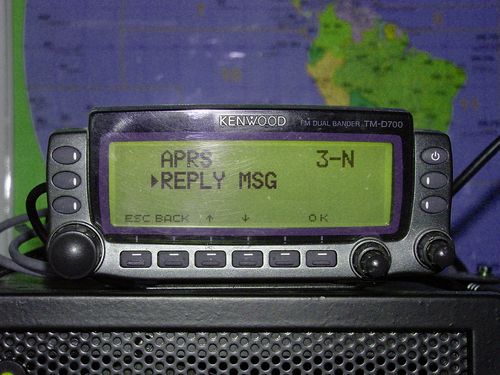 KENWOOD FM DUAL BANDER TM-D700
APRS 3-N
REPLY MSG
ESC BACK ↑ ↓ OK